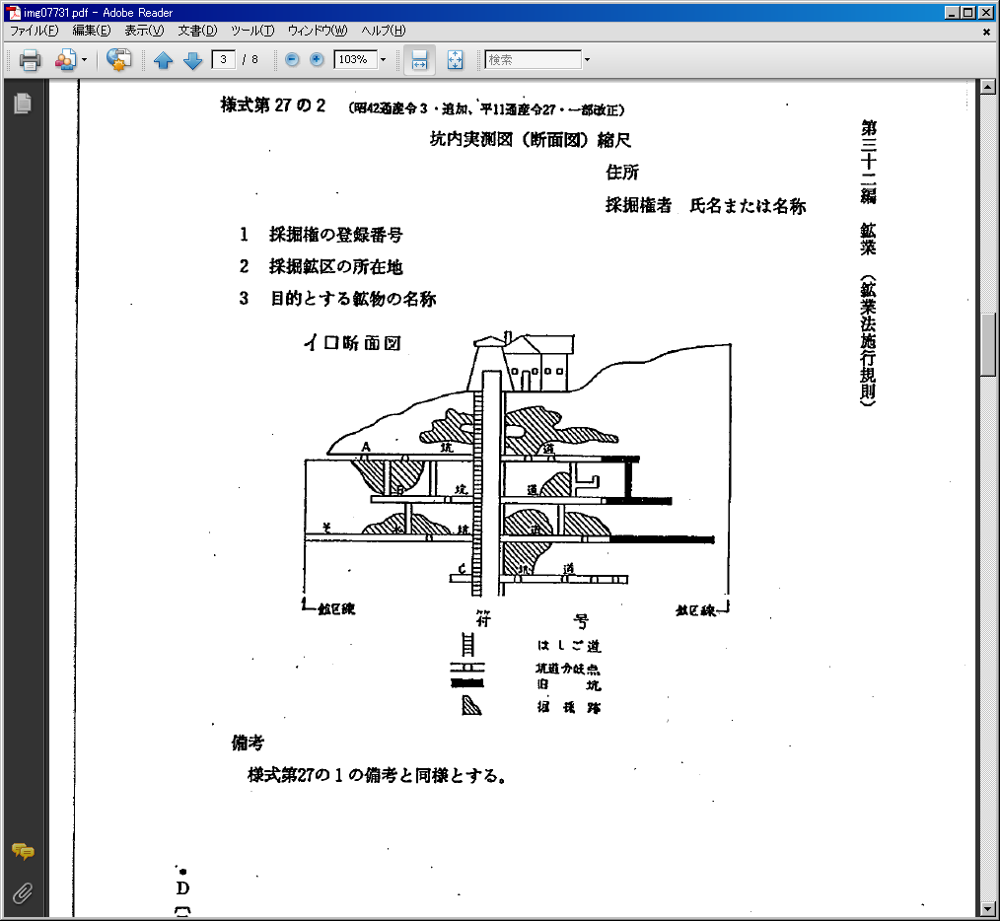 img07731.pdf - Adobe Reader
ファイル(F) 編集(E) 表示(V) 文書(D) ツール(T) ウィンドウ(W) ヘルプ(H)
3 / 8 103% 検索
様式第27の2 (昭42通産令3・追加、平11通産令27・一部改正)
坑内実測図(断面図)縮尺
住所
採掘権者 氏名または名称
1 採掘権の登録番号
2 採掘鉱区の所在地
3 目的とする鉱物の名称
イロ断面図
A 坑 道
坑 道
そ 水 坑 道
C 坑 道
鉱区線 鉱区線
符 号
はしご道
坑道分岐点
旧 坑
掘採跡
備考
様式第27の1の備考と同様とする。
第三十二編 鉱業 (鉱業法施行規則)
D